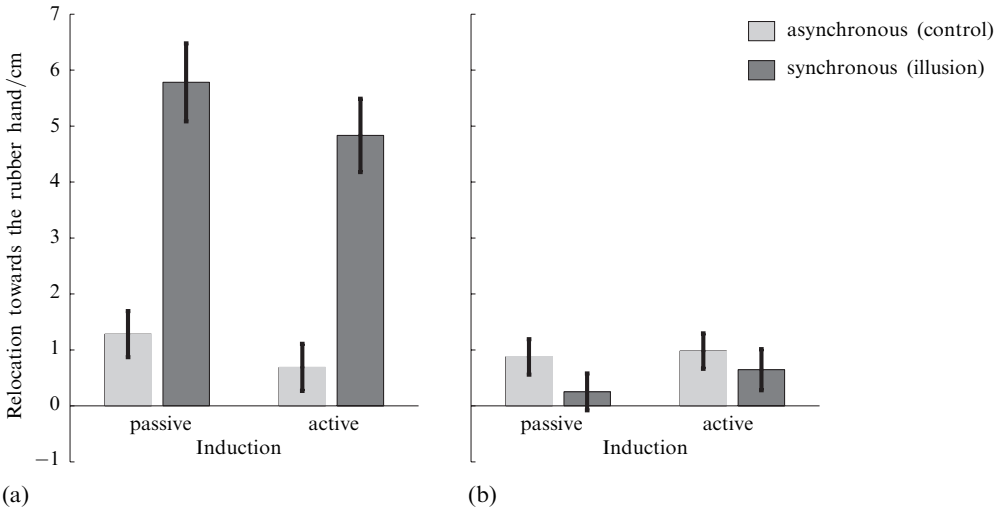 Relocation towards the rubber hand/cm
7
6
5
4
3
2
1
0
−1
passive
active
Induction
(a)
asynchronous (control)
synchronous (illusion)
passive
active
Induction
(b)